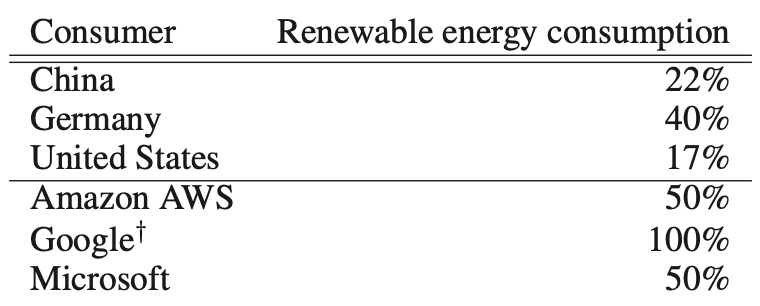 Consumer Renewable energy consumption
China 22%
Germany 40%
United States 17%
Amazon AWS 50%
Google† 100%
Microsoft 50%